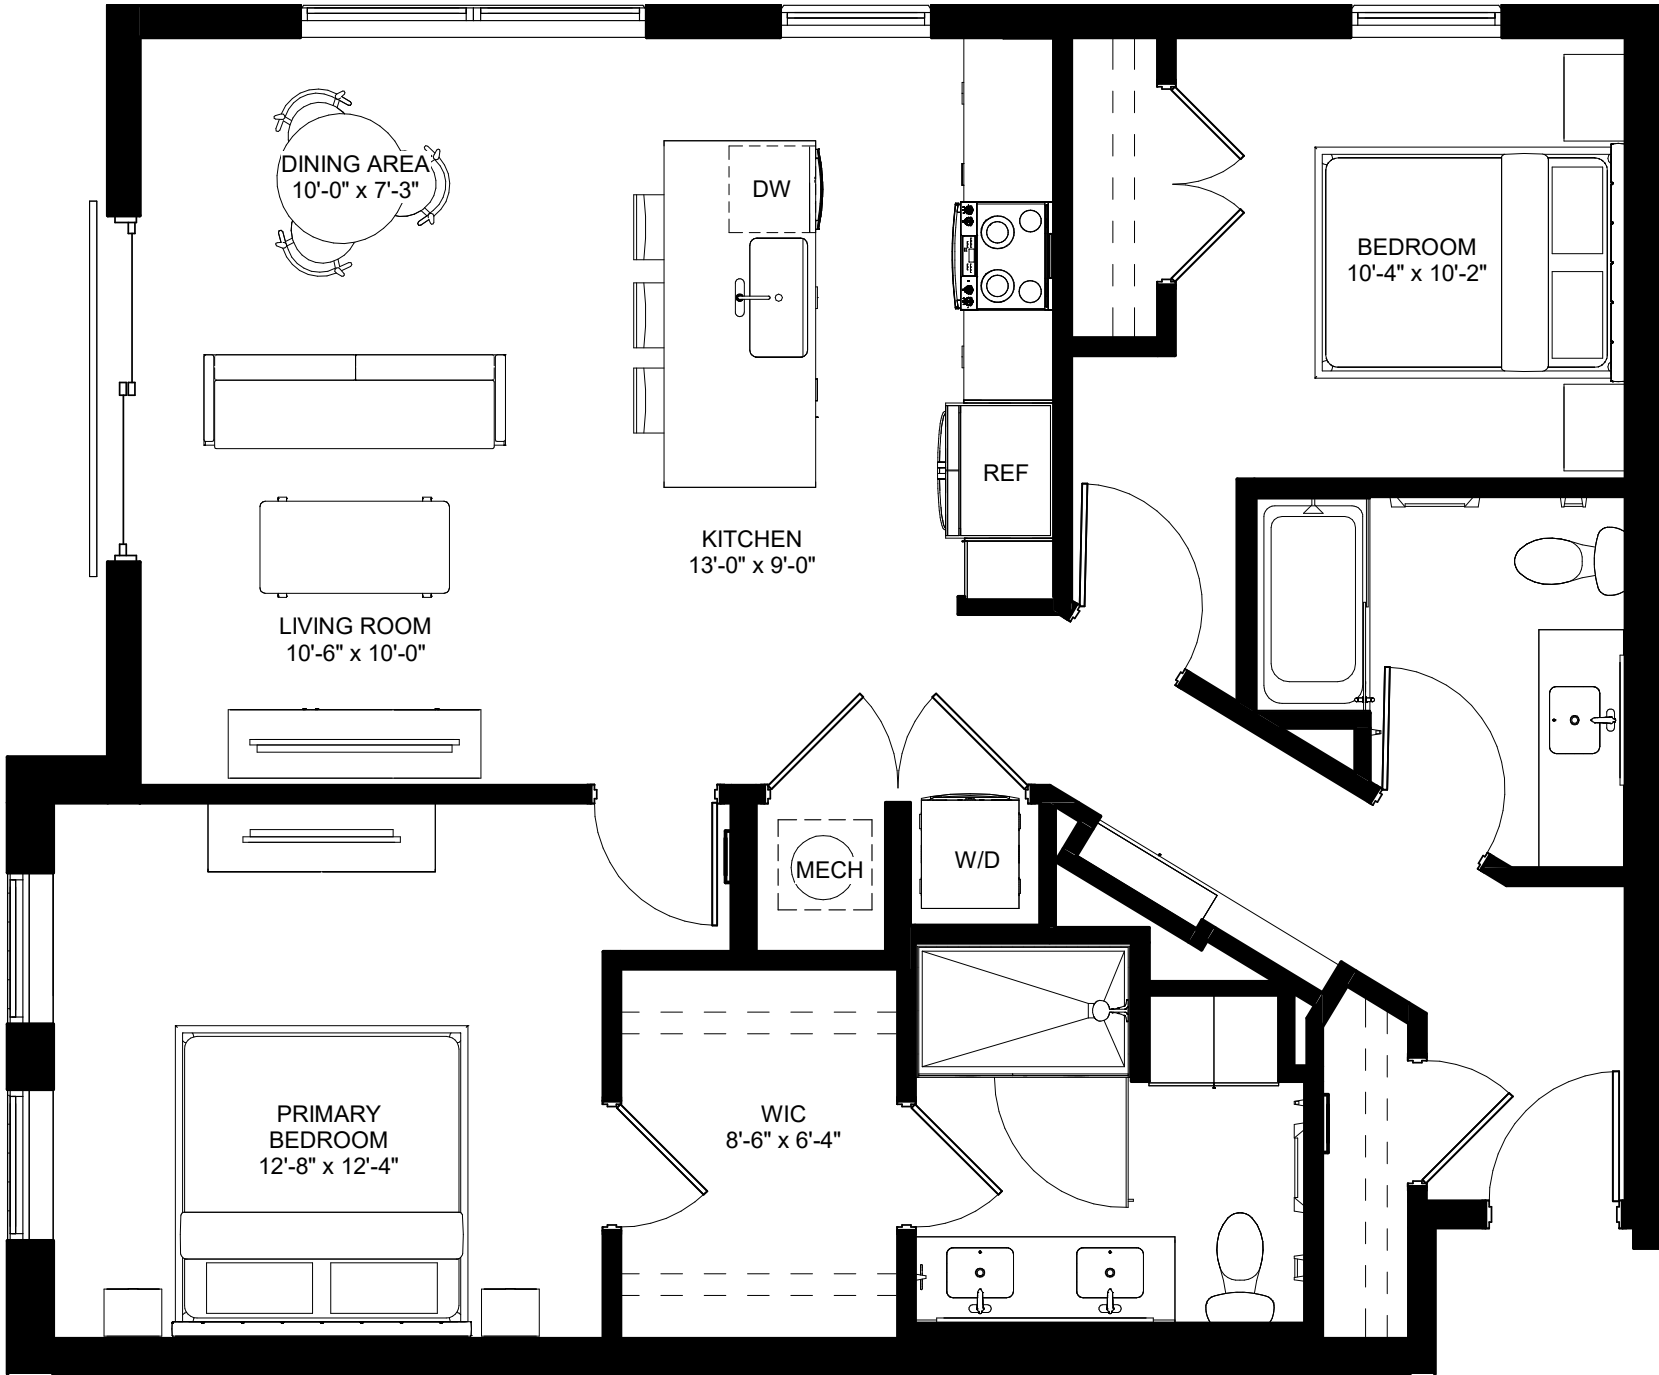 DINING AREA
10'-0" x 7'-3"
DW
BEDROOM
10'-4" x 10'-2"
REF
KITCHEN
13'-0" x 9'-0"
LIVING ROOM
10'-6" x 10'-0"
MECH
W/D
PRIMARY
BEDROOM
12'-8" x 12'-4"
WIC
8'-6" x 6'-4"